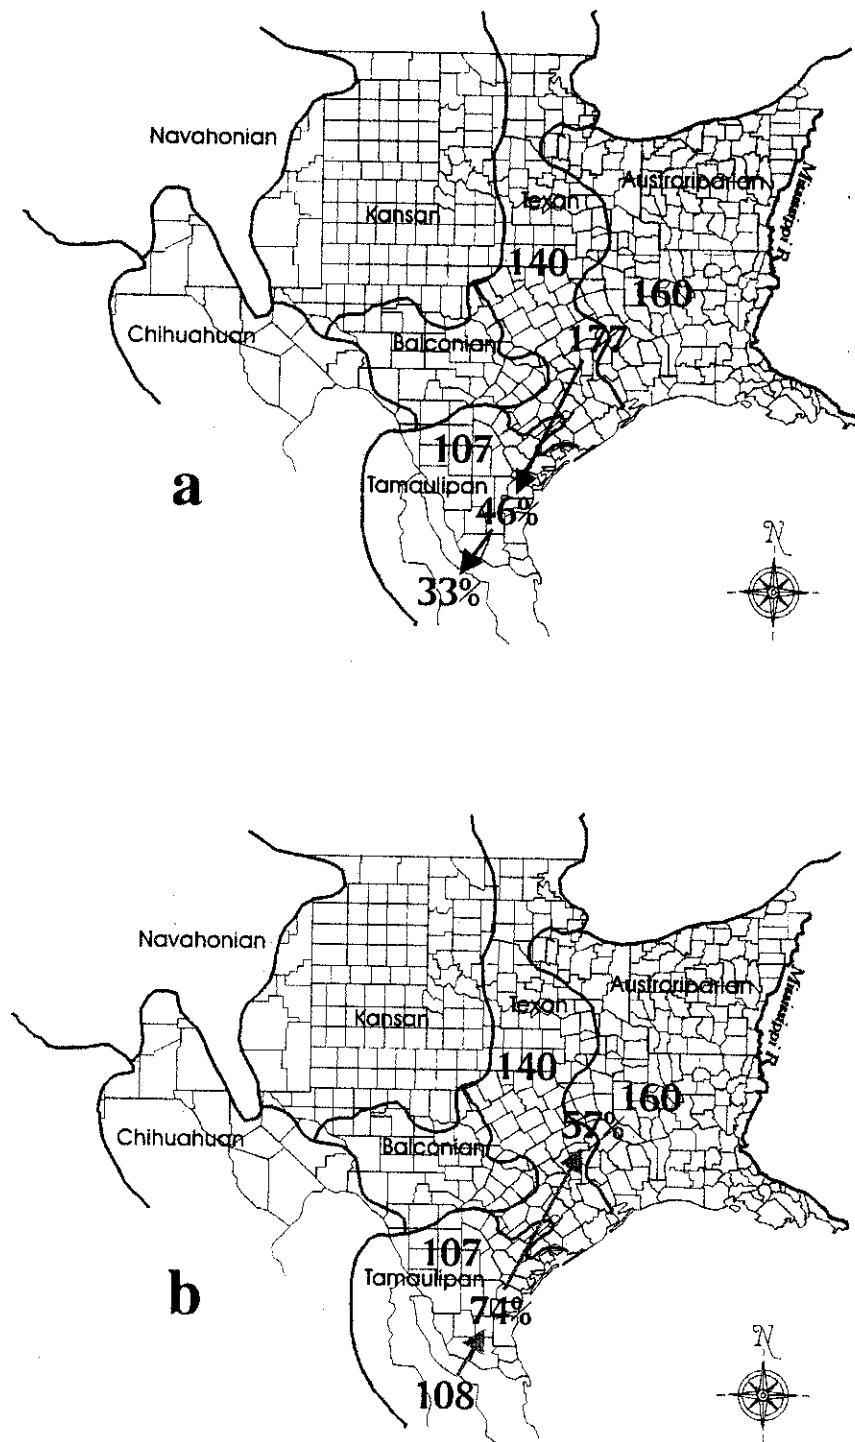 Navahonian
Mississippi R.
Austroriparian
Texan
Kansan
140
160
Chihuahuan
Balconian
177
107
a
Tamaulipan
46%
N
33%
Navahonian
Mississippi R.
Austroriparian
Texan
Kansan
140
160
57%
Chihuahuan
Balconian
107
Tamaulipan
b
74%
N
108